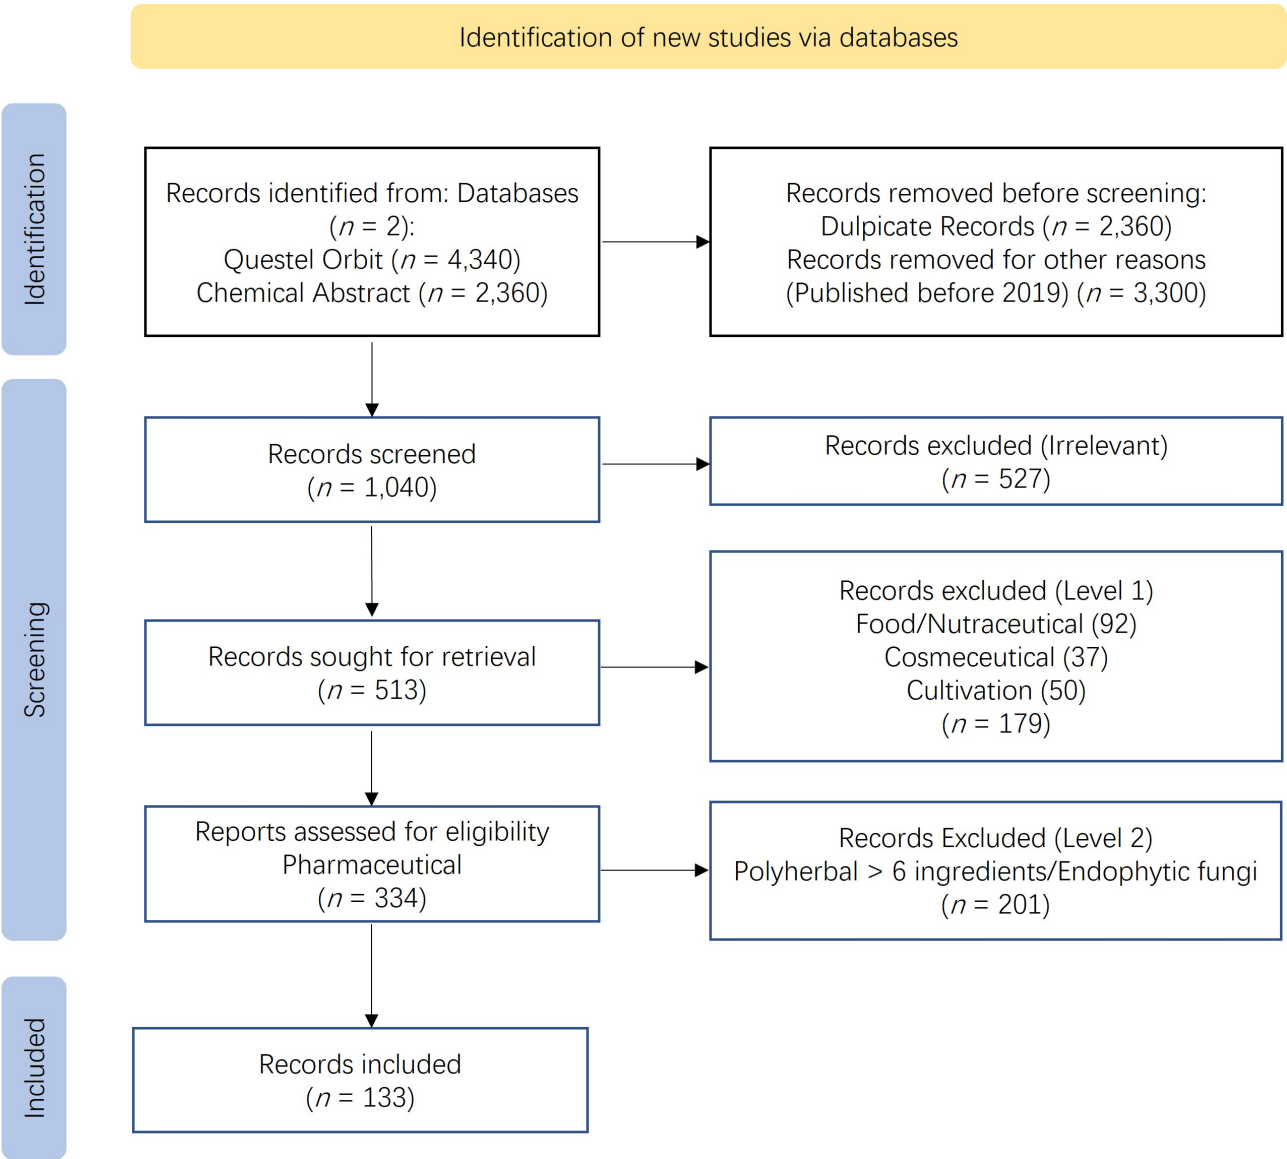 Identification of new studies via databases
Identification
Records identified from: Databases
(n = 2):
Questel Orbit (n = 4,340)
Chemical Abstract (n = 2,360)
Records removed before screening:
Dulpicate Records (n = 2,360)
Records removed for other reasons
(Published before 2019) (n = 3,300)
Screening
Records screened
(n = 1,040)
Records excluded (Irrelevant)
(n = 527)
Records sought for retrieval
(n = 513)
Records excluded (Level 1)
Food/Nutraceutical (92)
Cosmeceutical (37)
Cultivation (50)
(n = 179)
Reports assessed for eligibility
Pharmaceutical
(n = 334)
Records Excluded (Level 2)
Polyherbal > 6 ingredients/Endophytic fungi
(n = 201)
Included
Records included
(n = 133)